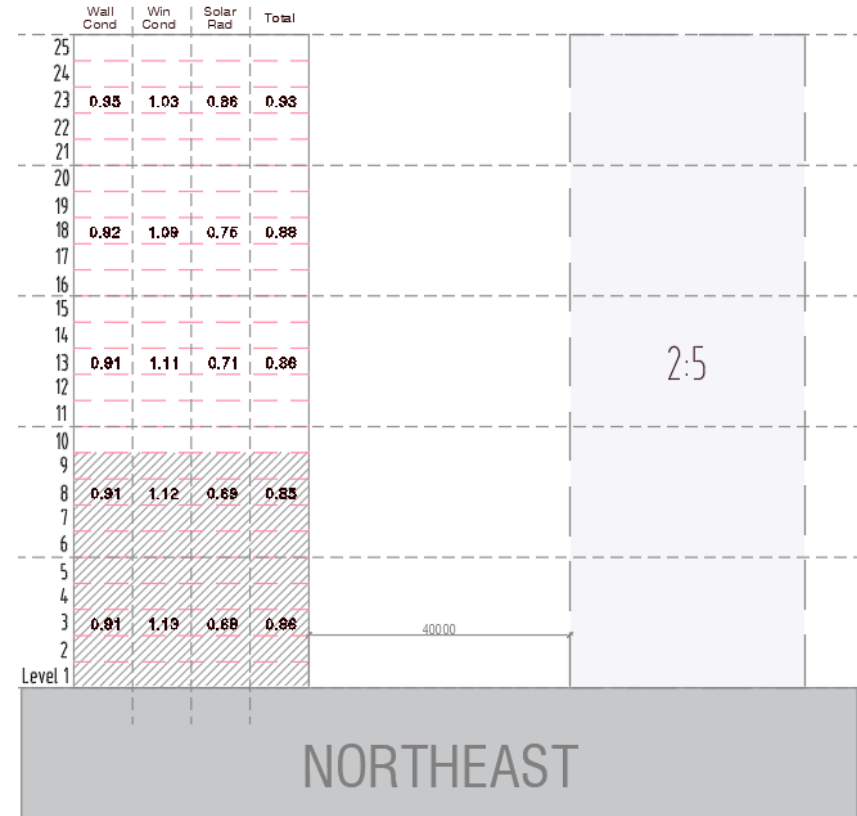 Wall Cond Win Cond Solar Rad Total
25
24
23 0.95 1.03 0.86 0.93
22
21
20
19
18 0.92 1.09 0.75 0.88
17
16
15
14
13 0.91 1.11 0.71 0.86
12
11
10
9
8 0.91 1.12 0.69 0.85
7
6
5
4
3 0.91 1.13 0.68 0.86
2
Level 1
40000
2:5
NORTHEAST